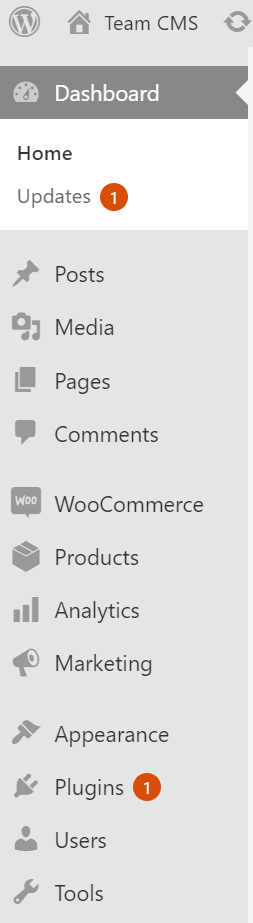 Team CMS
Dashboard
Home
Updates 1
Posts
Media
Pages
Comments
Woo WooCommerce
Products
Analytics
Marketing
Appearance
Plugins 1
Users
Tools